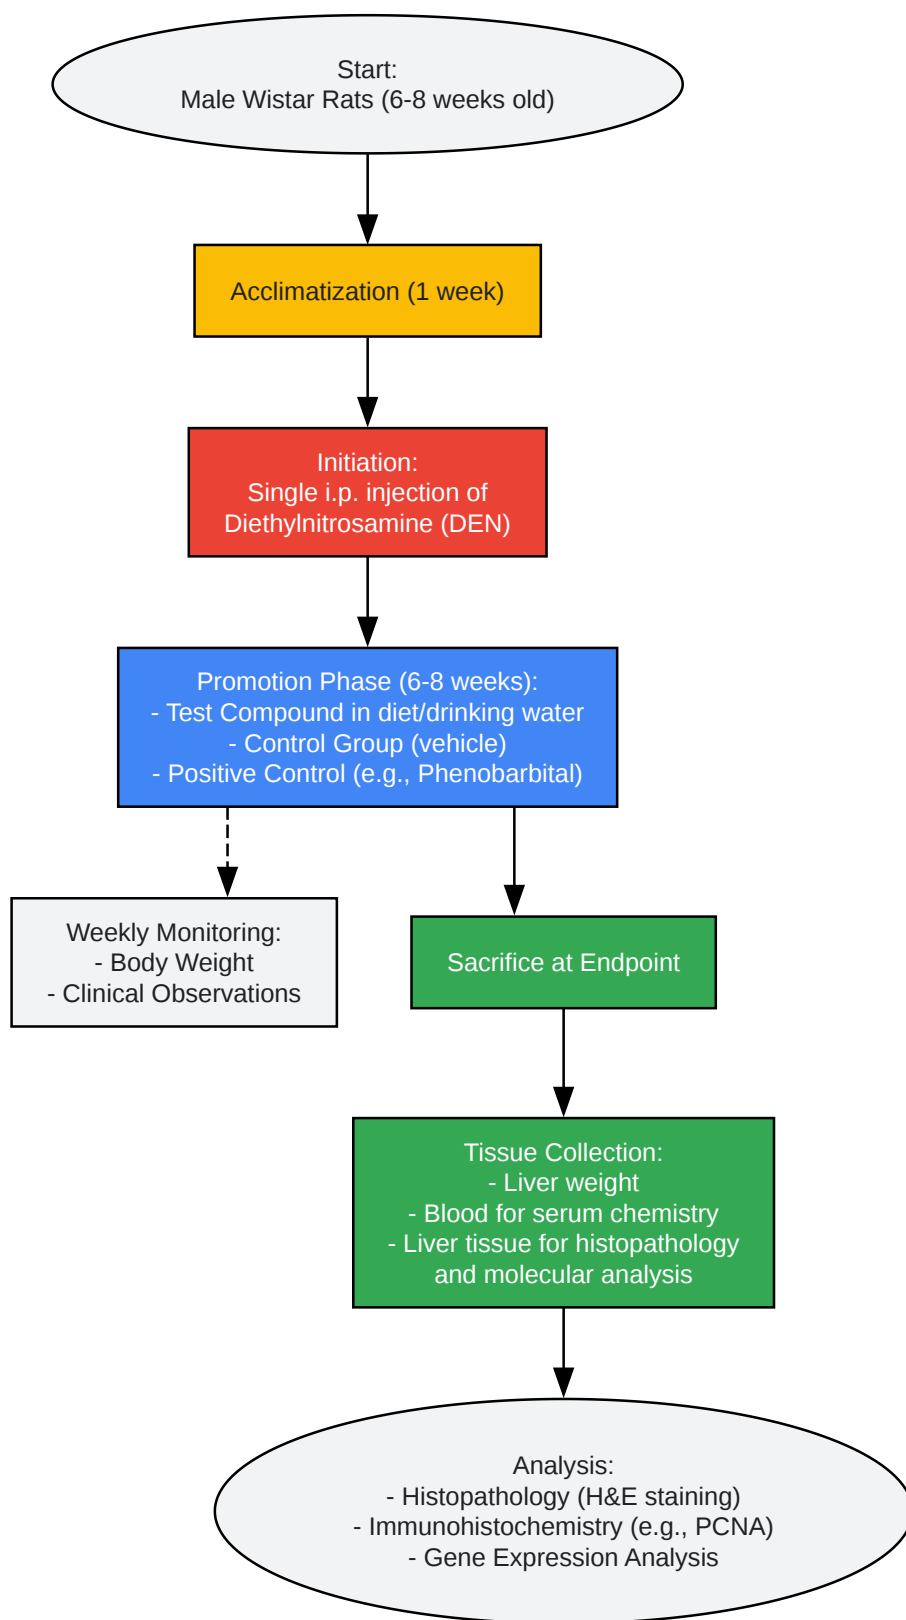 Start:
Male Wistar Rats (6-8 weeks old)
Acclimatization (1 week)
Initiation:
Single i.p. injection of
Diethylnitrosamine (DEN)
Promotion Phase (6-8 weeks):
- Test Compound in diet/drinking water
- Control Group (vehicle)
- Positive Control (e.g., Phenobarbital)
Weekly Monitoring:
- Body Weight
- Clinical Observations
Sacrifice at Endpoint
Tissue Collection:
- Liver weight
- Blood for serum chemistry
- Liver tissue for histopathology
and molecular analysis
Analysis:
- Histopathology (H&E staining)
- Immunohistochemistry (e.g., PCNA)
- Gene Expression Analysis